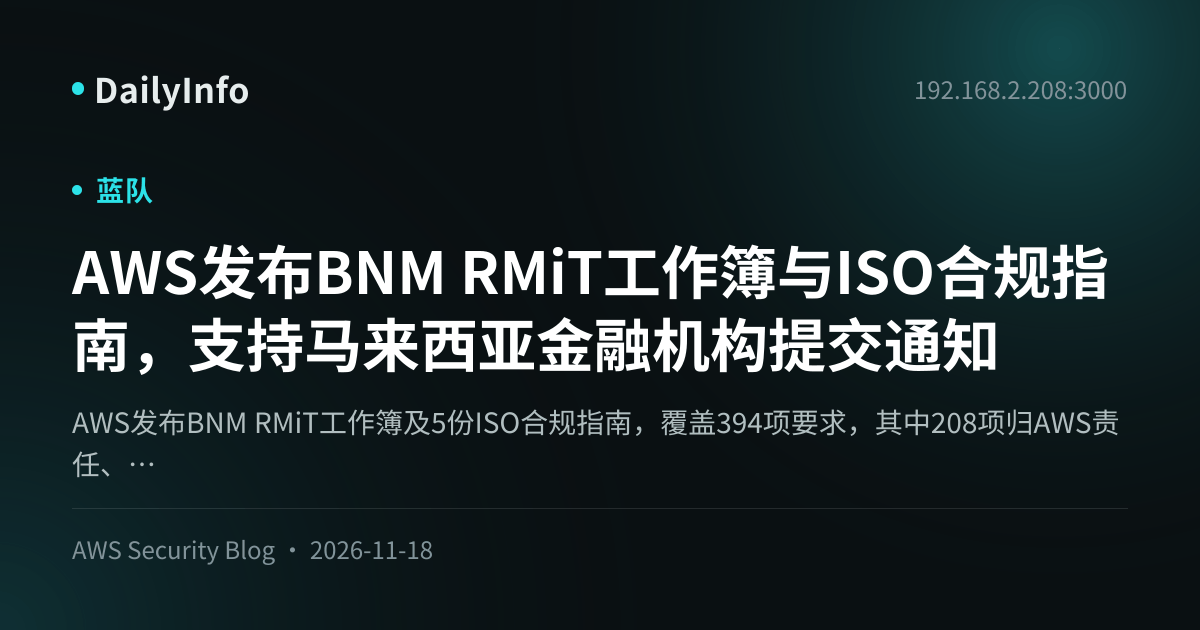 DailyInfo
192.168.2.208:3000
蓝队
AWS发布BNM RMiT工作簿与ISO合规指
南，支持马来西亚金融机构提交通知
AWS发布BNM RMiT工作簿及5份ISO合规指南，覆盖394项要求，其中208项归AWS责
任、…
AWS Security Blog · 2026-11-18